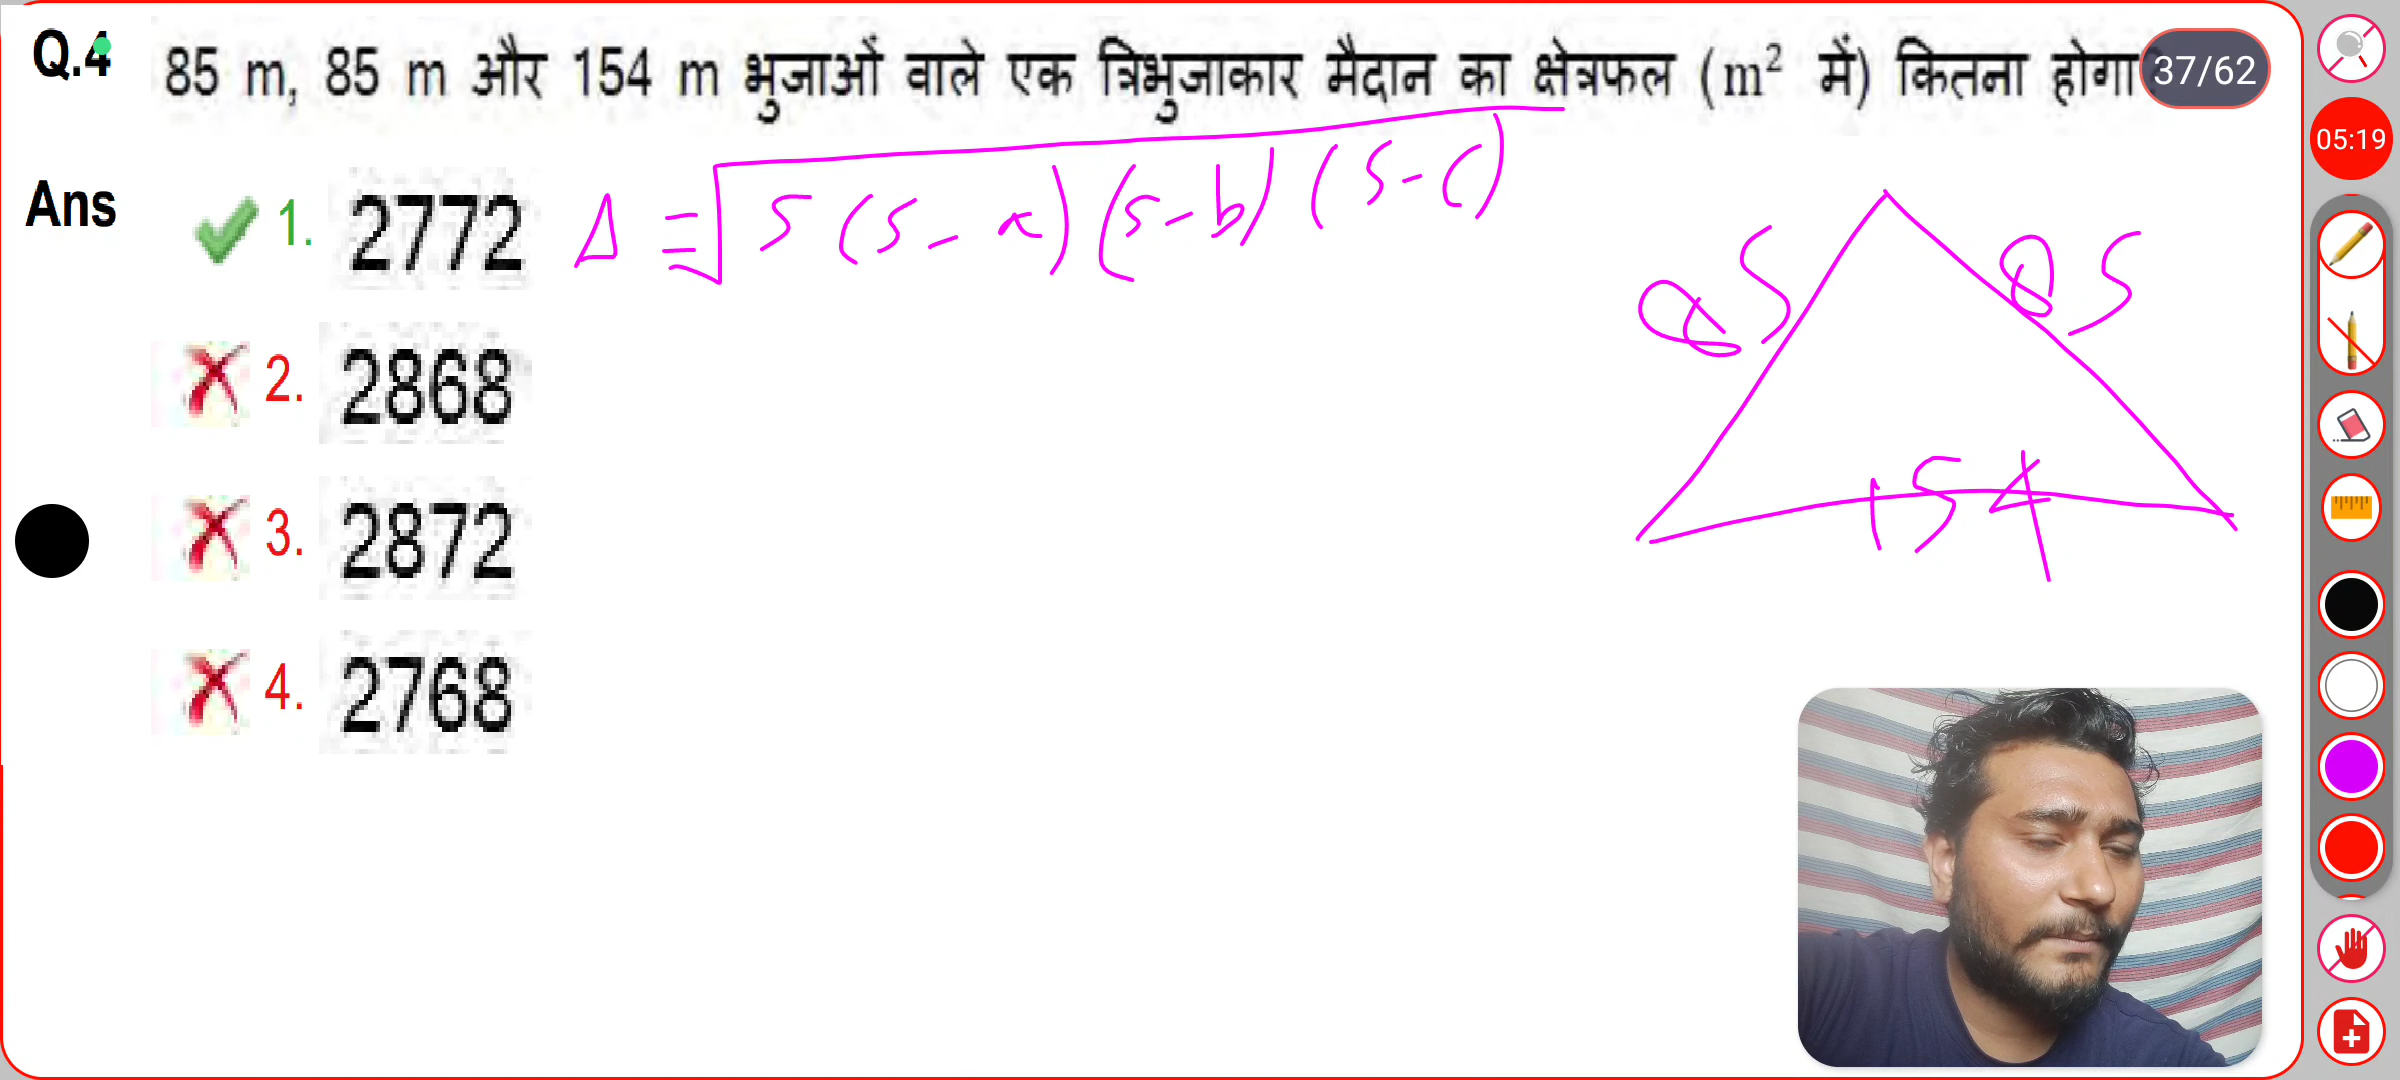 Q.4 85 m, 85 m और 154 m भुजाओं वाले एक त्रिभुजाकार मैदान का क्षेत्रफल (m² में) कितना होगा
37/62
05:19
Ans 1. 2772
Δ = √s(s-a)(s-b)(s-c)
85 85
154
2. 2868
3. 2872
4. 2768